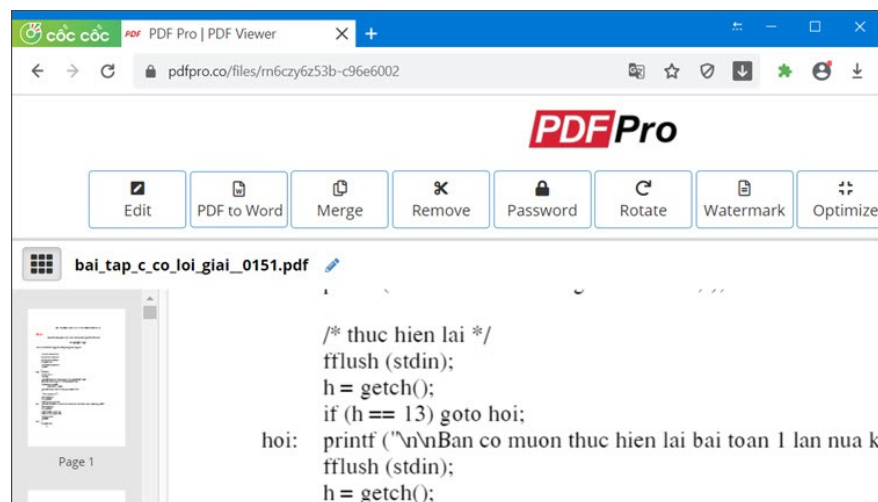 cốc cốc PDF PDF Pro | PDF Viewer
pdfpro.co/files/rn6czy6z53b-c96e6002
PDF Pro
Edit PDF to Word Merge Remove Password Rotate Watermark Optimize
bai_tap_c_co_loi_giai__0151.pdf
/* thuc hien lai */
fflush (stdin);
h = getch();
if (h == 13) goto hoi;
hoi: printf ("\n\nBan co muon thuc hien lai bai toan 1 lan nua k
fflush (stdin);
h = getch();
Page 1